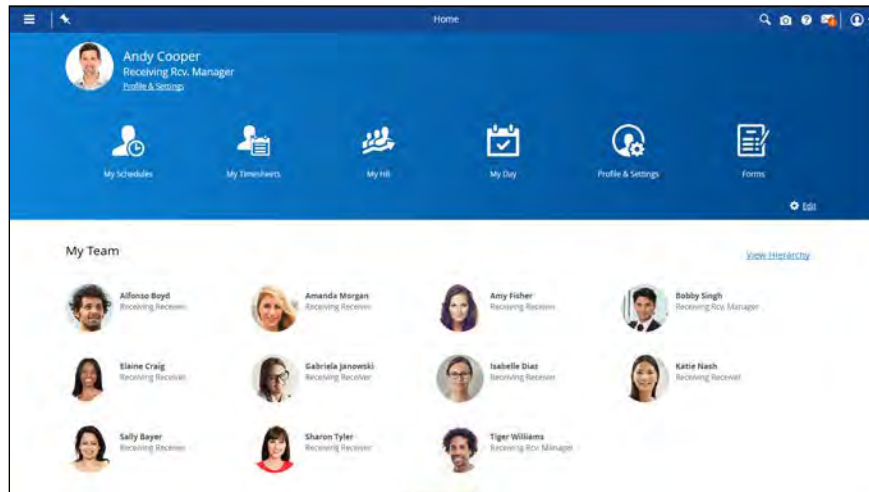 Home
Andy Cooper
Receiving Rcv. Manager
Profile & Settings
My Schedules
My Timesheets
My HR
My Day
Profile & Settings
Forms
Edit
My Team
View Hierarchy
Alfonso Boyd
Receiving Receiver
Amanda Morgan
Receiving Receiver
Amy Fisher
Receiving Receiver
Bobby Singh
Receiving Rcv. Manager
Elaine Craig
Receiving Receiver
Gabriela Janowski
Receiving Receiver
Isabelle Diaz
Receiving Receiver
Katie Nash
Receiving Receiver
Sally Bayer
Receiving Receiver
Sharon Tyler
Receiving Receiver
Tiger Williams
Receiving Rcv. Manager